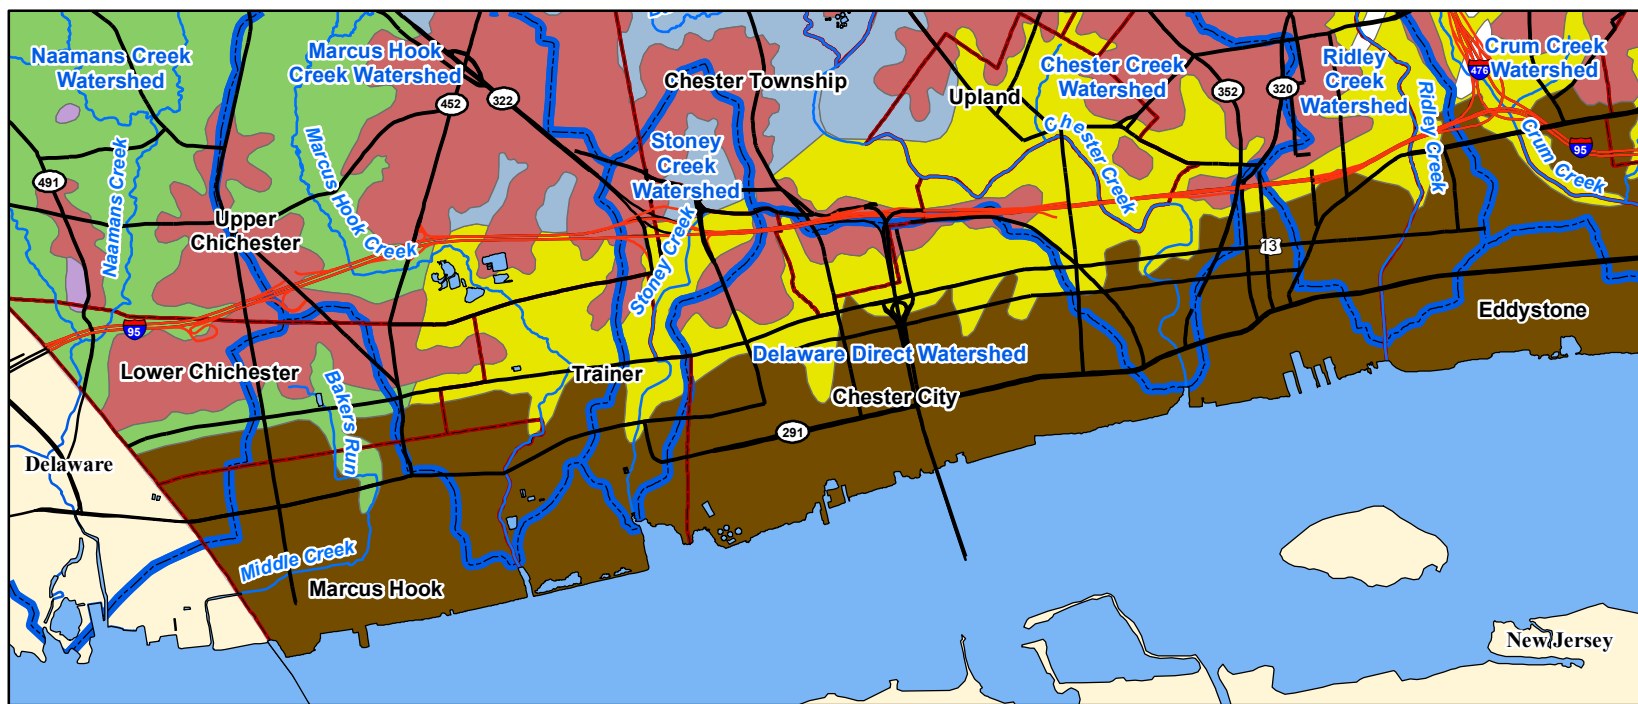 Naamans Creek
Watershed
Marcus Hook
Creek Watershed
452
322
Chester Township
Upland
Chester Creek
Watershed
352
320
Ridley
Creek
Watershed
Crum Creek
Watershed
476
95
Ridley Creek
Crum Creek
Chester Creek
Stoney
Creek
Watershed
Marcus Hook Creek
Naamans Creek
491
Upper
Chichester
Stoney Creek
13
95
Eddystone
Lower Chichester
Trainer
Delaware Direct Watershed
Chester City
291
Bakers Run
Delaware
Middle Creek
Marcus Hook
New Jersey